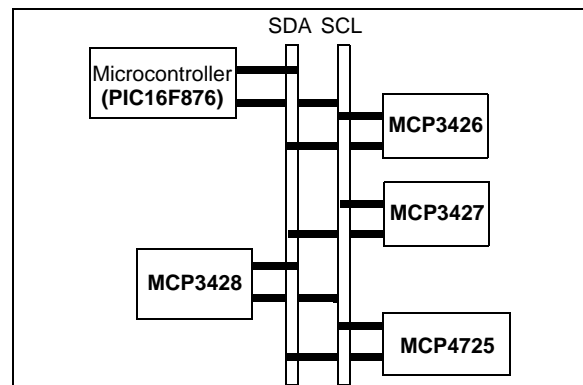 SDA SCL
Microcontroller
(PIC16F876)
MCP3426
MCP3427
MCP3428
MCP4725